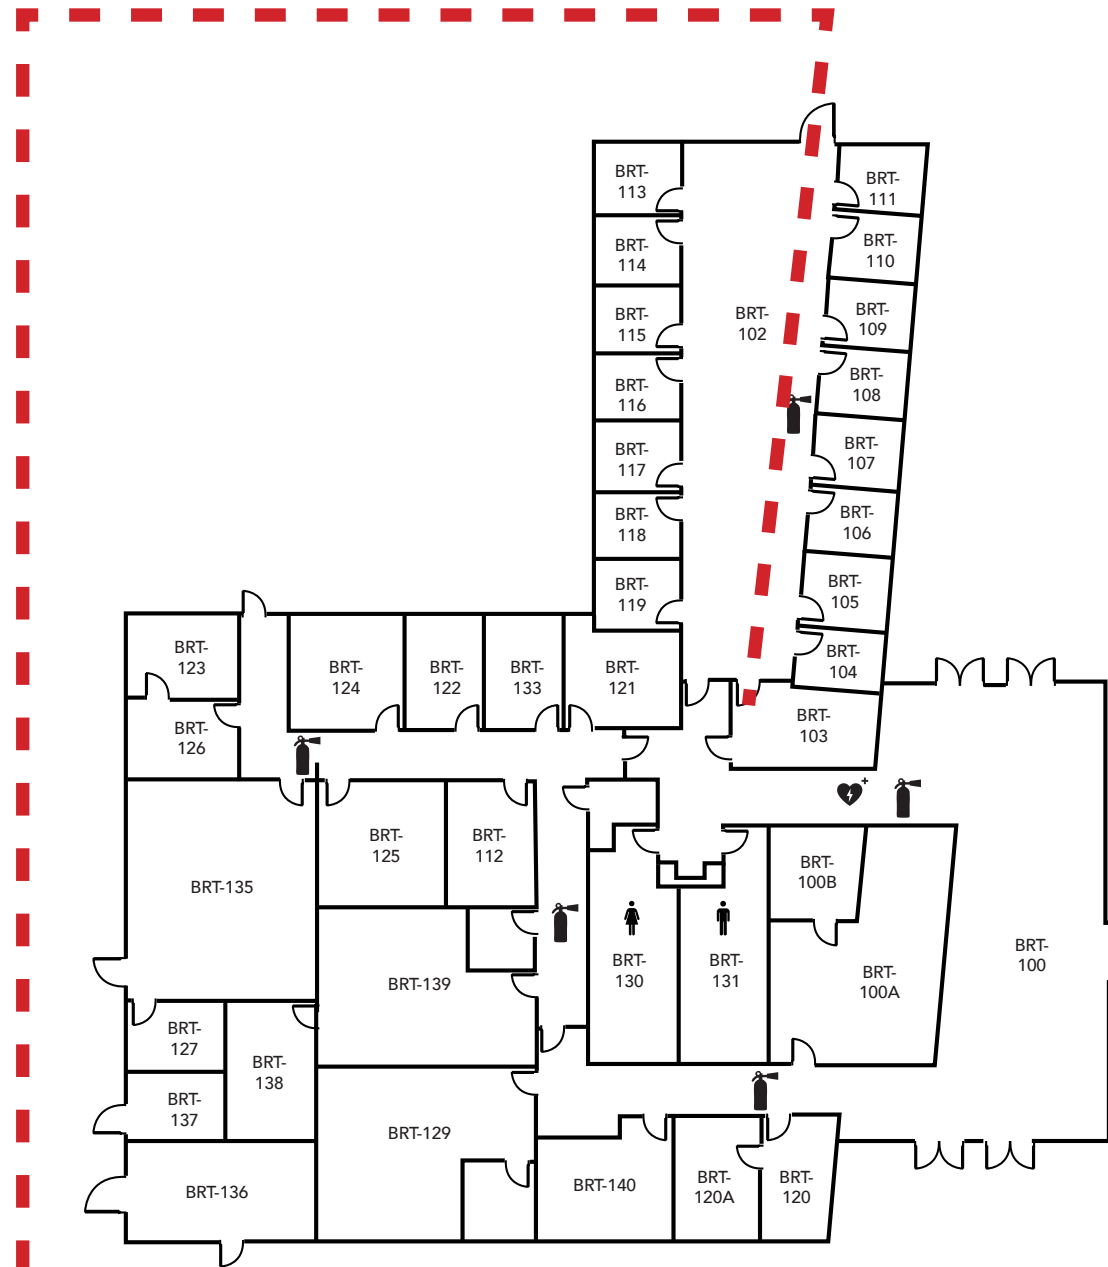 BRT-
113
BRT-
111
BRT-
114
BRT-
110
BRT-
115
BRT-
102
BRT-
109
BRT-
116
BRT-
108
BRT-
117
BRT-
107
BRT-
118
BRT-
106
BRT-
119
BRT-
105
BRT-
123
BRT-
124
BRT-
122
BRT-
133
BRT-
121
BRT-
104
BRT-
126
BRT-
103
BRT-
125
BRT-
112
BRT-
100B
BRT-135
BRT-139
BRT-
130
BRT-
131
BRT-
100A
BRT-
100
BRT-
127
BRT-
138
BRT-
137
BRT-129
BRT-136
BRT-140
BRT-
120A
BRT-
120